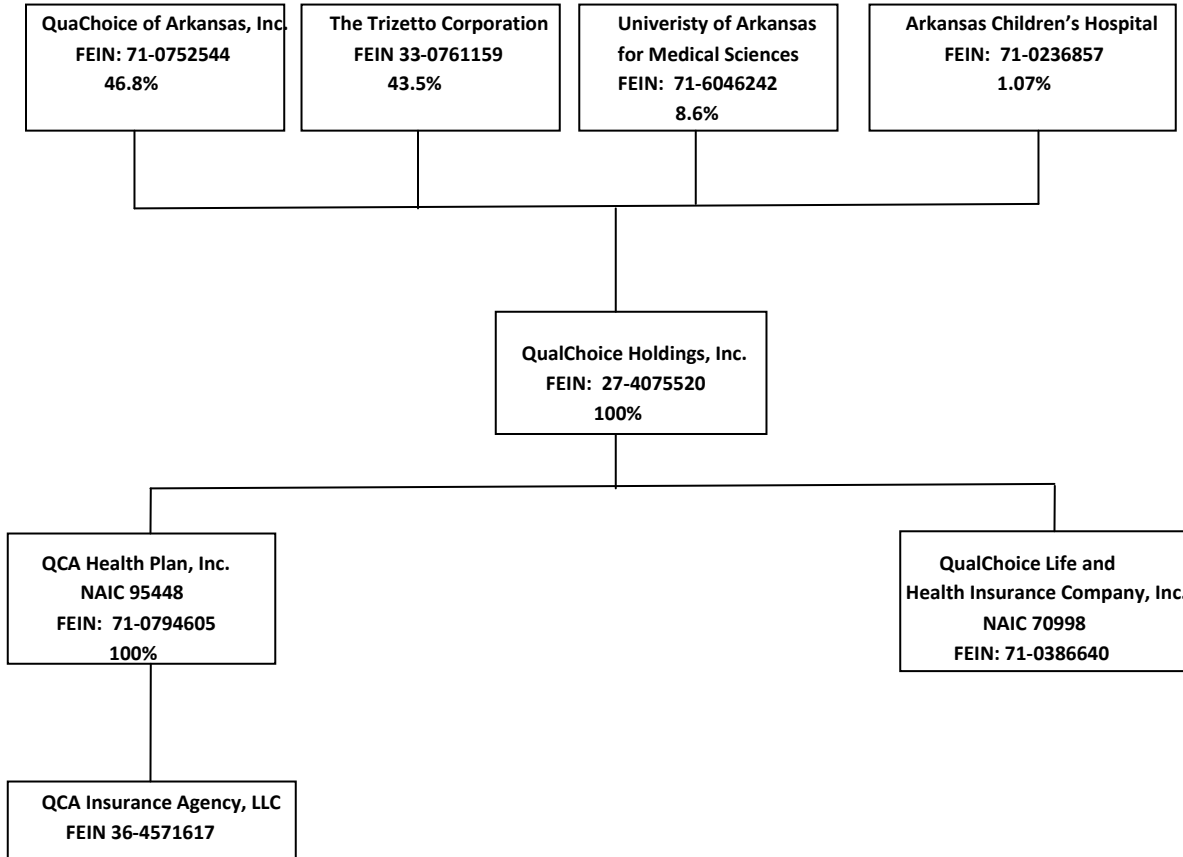 QuaChoice of Arkansas, Inc.
FEIN: 71-0752544
46.8%
The Trizetto Corporation
FEIN 33-0761159
43.5%
Univeristy of Arkansas
for Medical Sciences
FEIN: 71-6046242
8.6%
Arkansas Children’s Hospital
FEIN: 71-0236857
1.07%
QualChoice Holdings, Inc.
FEIN: 27-4075520
100%
QCA Health Plan, Inc.
NAIC 95448
FEIN: 71-0794605
100%
QualChoice Life and
Health Insurance Company, Inc.
NAIC 70998
FEIN: 71-0386640
QCA Insurance Agency, LLC
FEIN 36-4571617